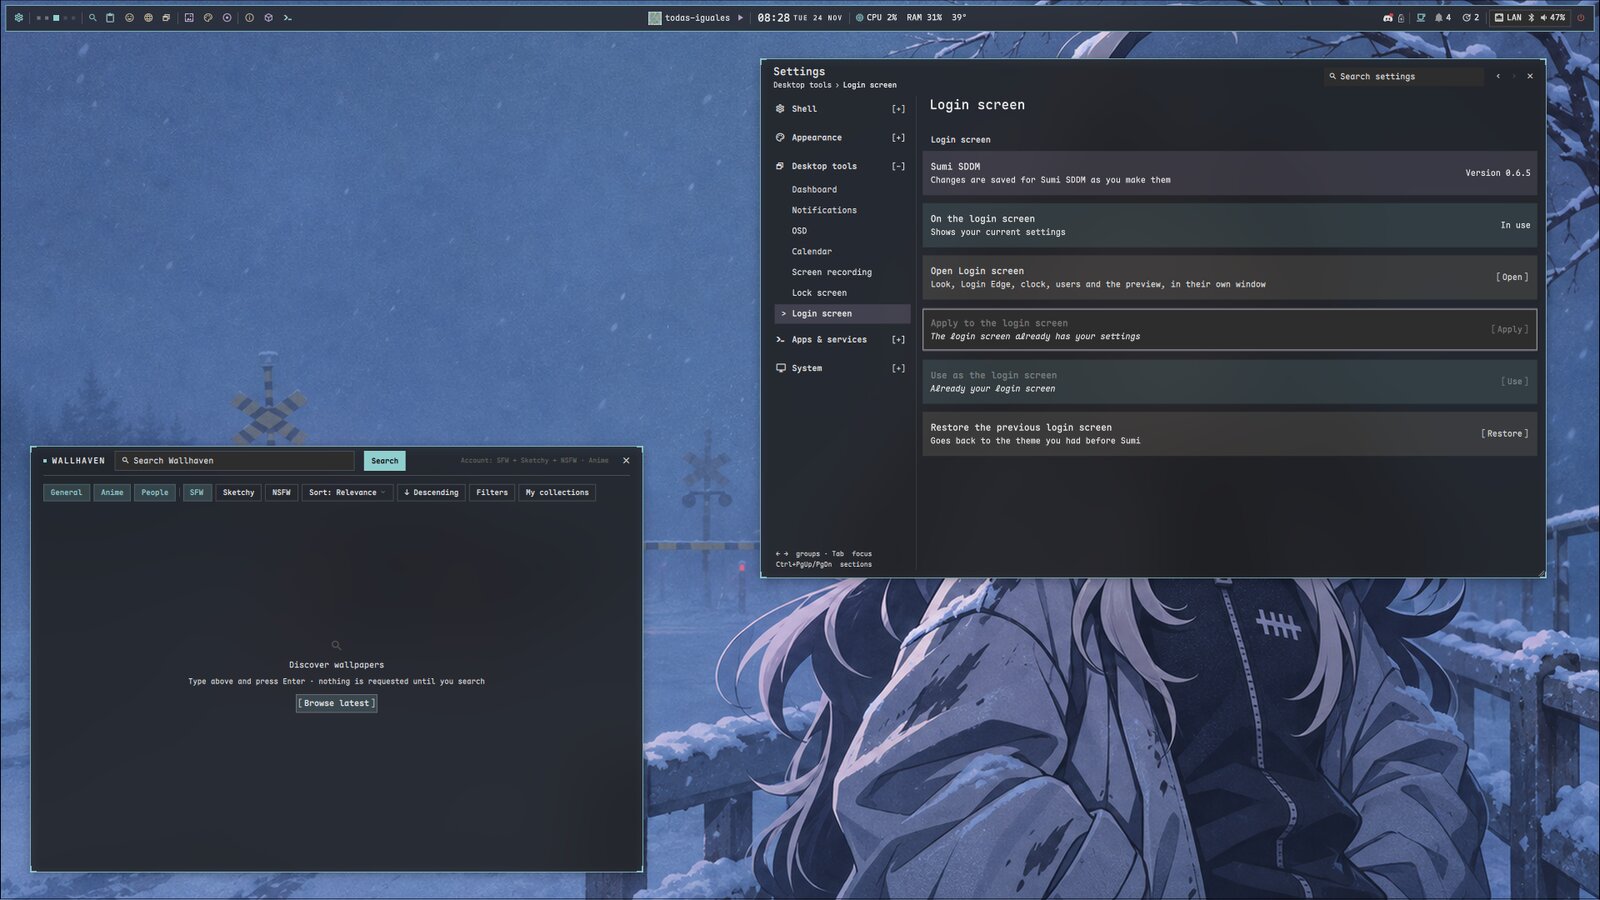 todas-iguales
08:28 TUE 24 NOV
CPU 2% RAM 31% 39°
4
2
LAN
47%
Settings
Desktop tools › Login screen
Search settings
Shell [+]
Appearance [+]
Desktop tools [-]
Dashboard
Notifications
OSD
Calendar
Screen recording
Lock screen
> Login screen
Apps & services [+]
System [+]
← → groups · Tab focus
Ctrl+PgUp/PgDn sections
Login screen
Login screen
Sumi SDDM
Changes are saved for Sumi SDDM as you make them
Version 0.6.5
On the login screen
Shows your current settings
In use
Open Login screen
Look, Login Edge, clock, users and the preview, in their own window
[Open]
Apply to the login screen
The login screen already has your settings
[Apply]
Use as the login screen
Already your login screen
[Use]
Restore the previous login screen
Goes back to the theme you had before Sumi
[Restore]
WALLHAVEN
Search Wallhaven
Search
Account: SFW + Sketchy + NSFW · Anime
General Anime People SFW Sketchy NSFW Sort: Relevance ↓ Descending Filters My collections
Discover wallpapers
Type above and press Enter · nothing is requested until you search
[Browse latest]